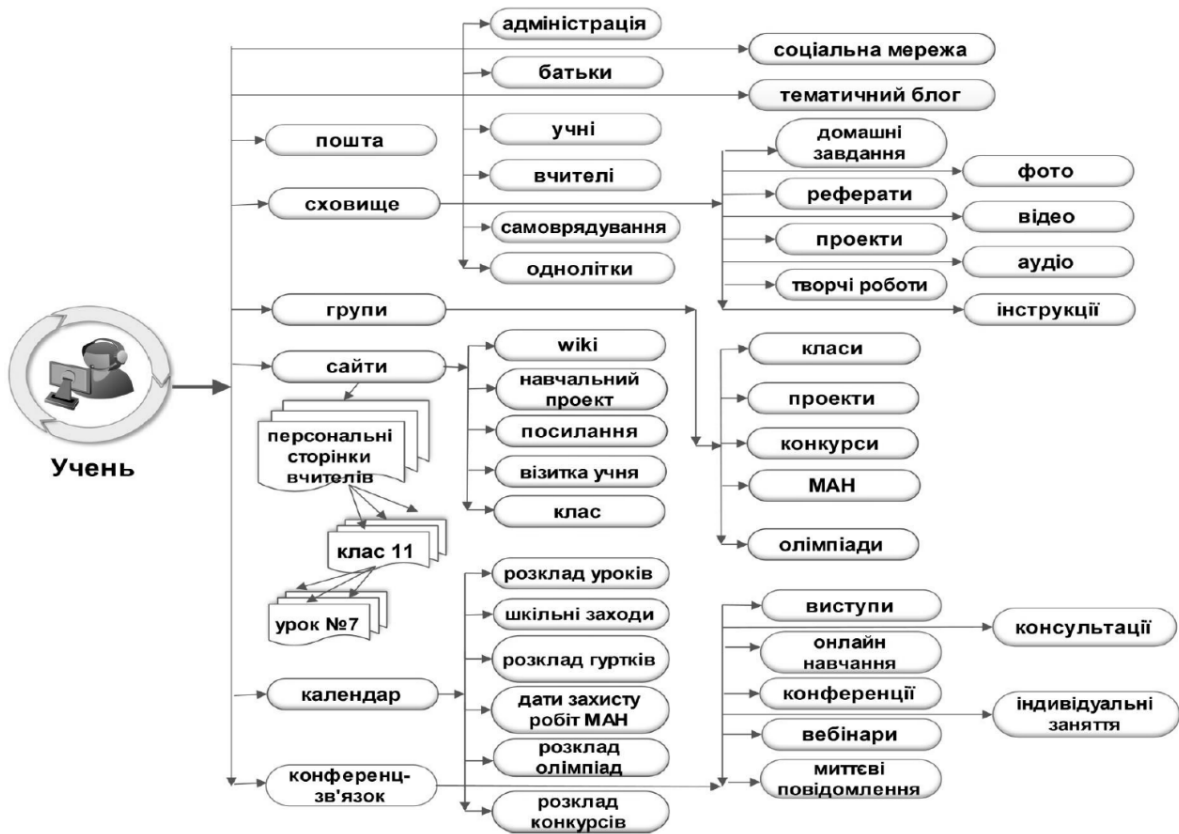 адміністрація
соціальна мережа
батьки
тематичний блог
пошта
учні
домашні
завдання
вчителі
фото
сховище
реферати
самоврядування
відео
проекти
однолітки
аудіо
творчі роботи
групи
інструкції
сайти
wiki
класи
навчальний
проект
проекти
персональні
сторінки
вчителів
посилання
конкурси
Учень
візитка учня
МАН
клас
клас 11
олімпіади
розклад уроків
урок №7
шкільні заходи
виступи
консультації
розклад гуртків
онлайн
навчання
календар
дати захисту
робіт МАН
конференції
індивідуальні
заняття
розклад
олімпіад
вебінари
конференц-
зв'язок
миттєві
повідомлення
розклад
конкурсів